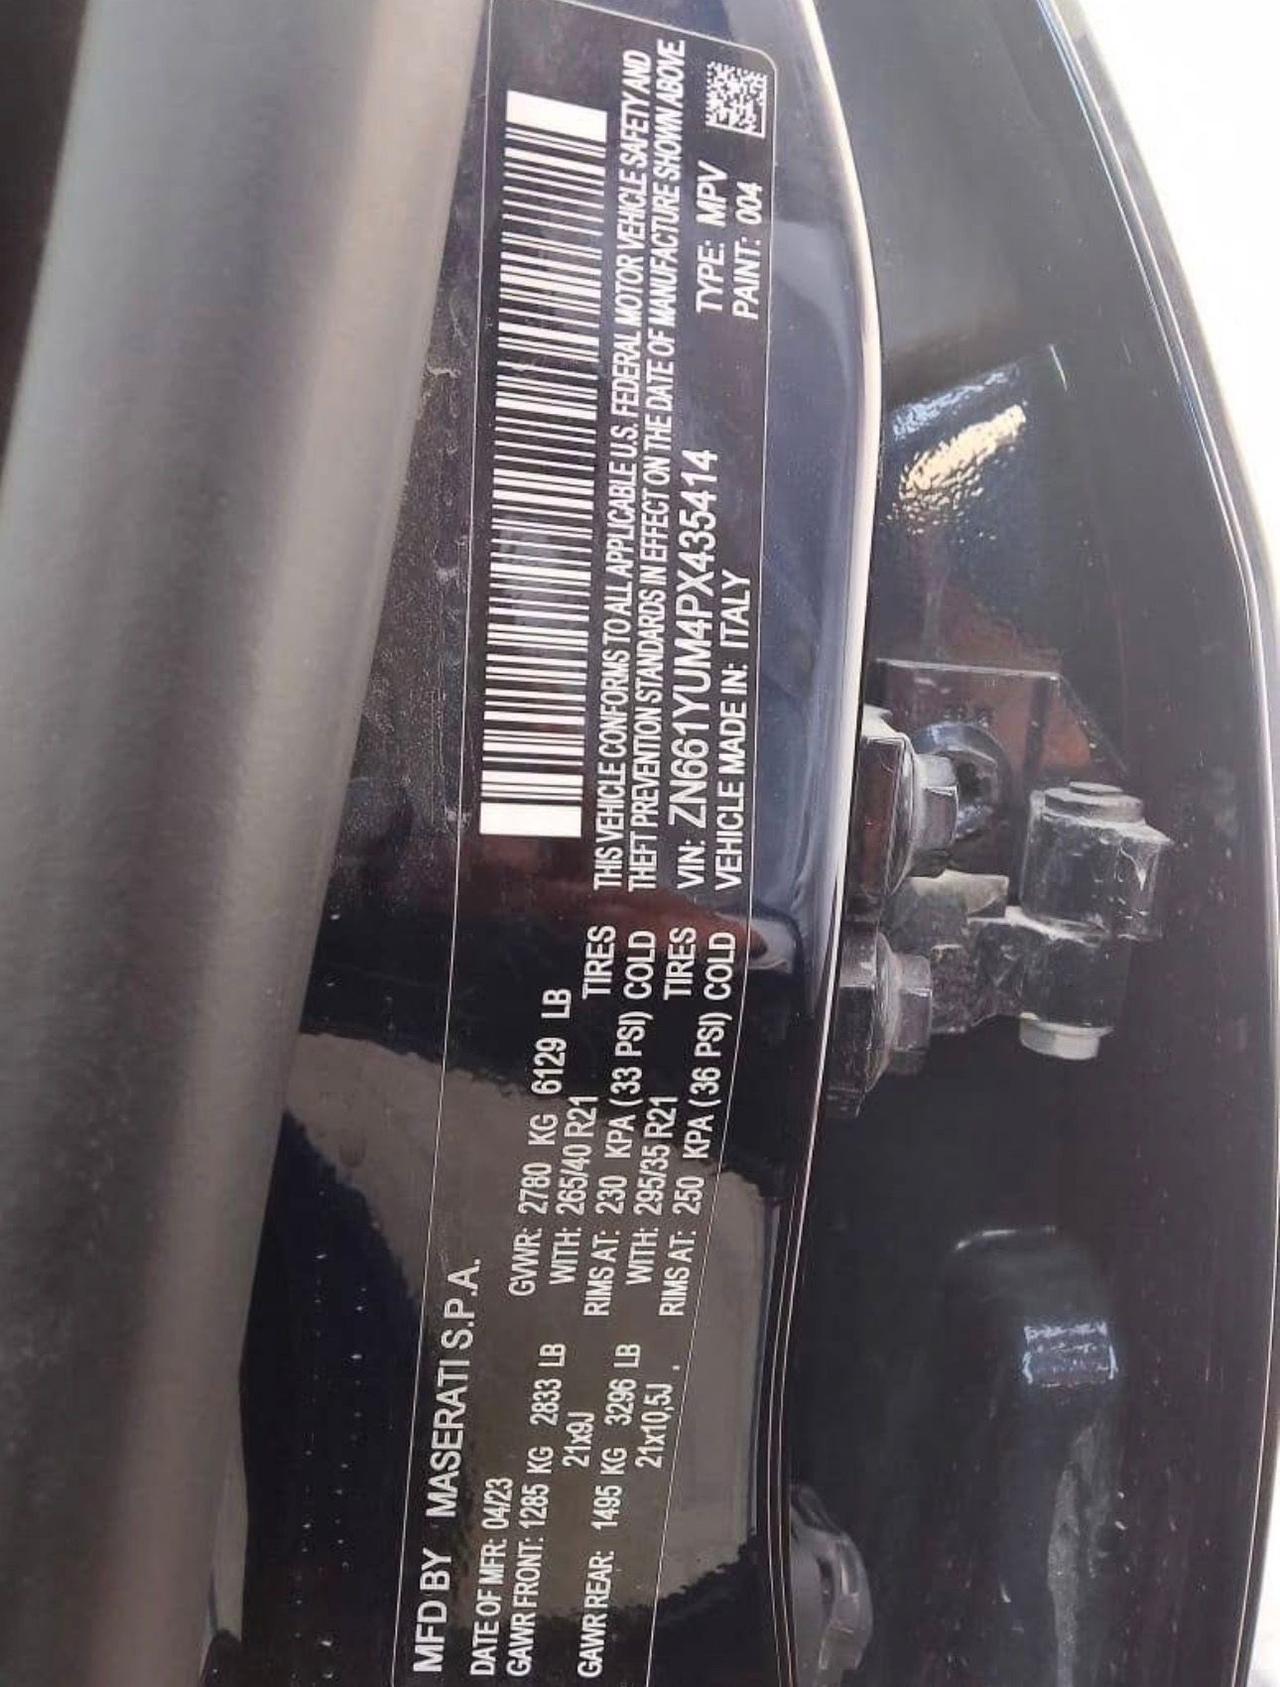 MFD BY MASERATI S.P.A.
DATE OF MFR: 04/23
GAWR FRONT: 1285 KG 2833 LB
21x9J
GAWR REAR: 1495 KG 3296 LB
21x10,5J .
GVWR: 2780 KG 6129 LB
WITH: 265/40 R21 TIRES
RIMS AT: 230 KPA ( 33 PSI) COLD
WITH: 295/35 R21 TIRES
RIMS AT: 250 KPA ( 36 PSI) COLD
THIS VEHICLE CONFORMS TO ALL APPLICABLE U.S. FEDERAL MOTOR VEHICLE SAFETY AND
THEFT PREVENTION STANDARDS IN EFFECT ON THE DATE OF MANUFACTURE SHOWN ABOVE
VIN: ZN661YUM4PX435414
VEHICLE MADE IN: ITALY
TYPE: MPV
PAINT: 004